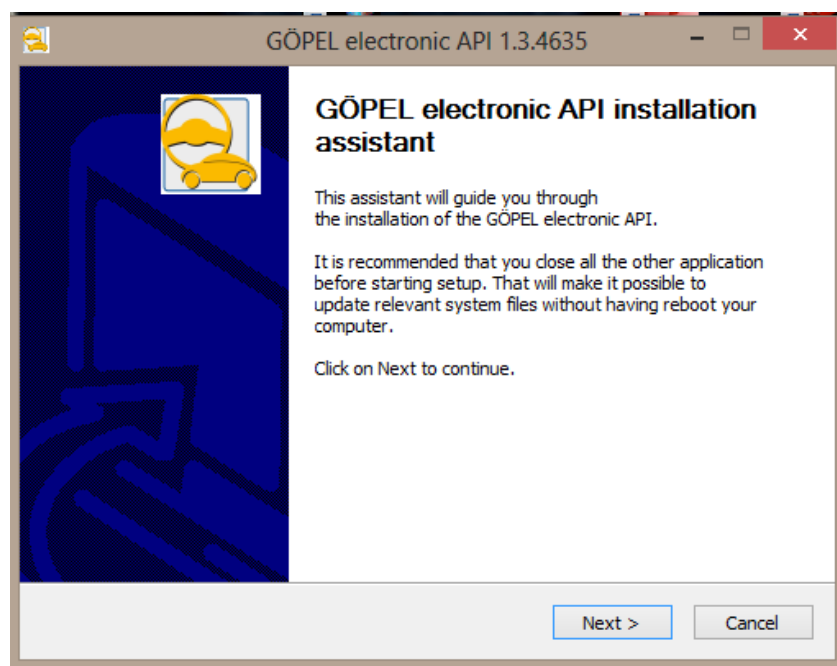 GÖPEL electronic API 1.3.4635
GÖPEL electronic API installation
assistant
This assistant will guide you through
the installation of the GÖPEL electronic API.
It is recommended that you close all the other application
before starting setup. That will make it possible to
update relevant system files without having reboot your
computer.
Click on Next to continue.
Next >
Cancel